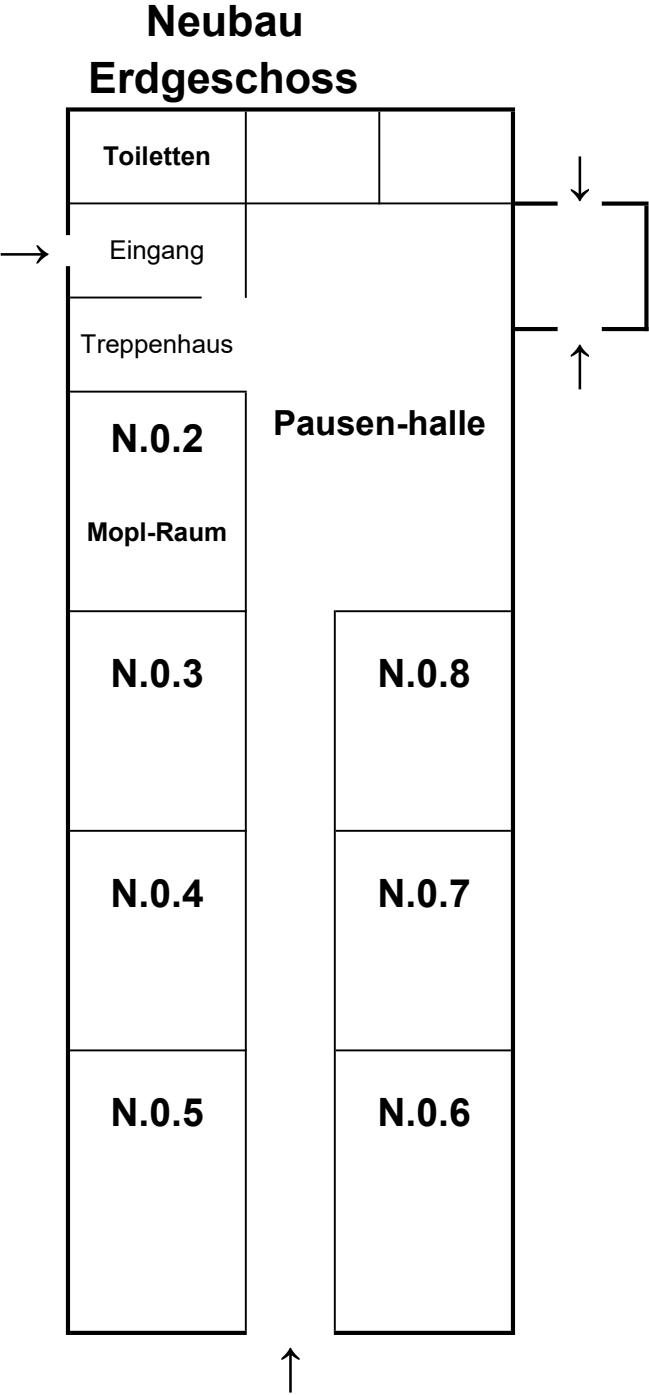 Neubau
Erdgeschoss
Toiletten
Eingang
Treppenhaus
Pausen-halle
N.0.2
Mopl-Raum
N.0.3
N.0.8
N.0.4
N.0.7
N.0.5
N.0.6